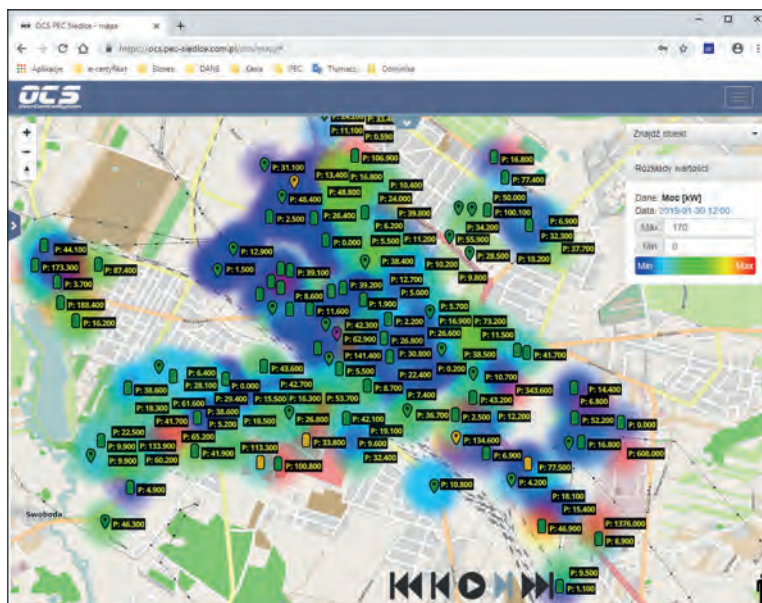 OCS PEC Siedlce - mapa
https://ocs.pec-siedlce.com.pl/ocs/map/#
Aplikacje e-certyfikat Biznes DANE Kasia PEC Tłumacz Dominika
OCS
Znajdź obiekt
Rozkłady wartości
Dane: Moc [kW]
Data: 2019-01-30 12:00
Max 170
Min 0
Min Max
P: 33.4
P: 11.100
P: 0.590
P: 106.900
P: 16.800
P: 31.100
P: 13.400
P: 16.800
P: 77.400
P: 10.400
P: 48.400
P: 48.800
P: 24.000
P: 50.000
P: 2.500
P: 26.400
P: 39.800
P: 100.100
P: 6.200
P: 6.900
P: 34.200
P: 44.100
P: 0.000
P: 5.500
P: 11.200
P: 55.900
P: 32.300
P: 12.900
P: 37.700
P: 173.300
P: 87.400
P: 1.500
P: 39.100
P: 38.400
P: 10.200
P: 28.500
P: 18.200
P: 3.700
P: 12.700
P: 9.800
P: 188.400
P: 8.600
P: 39.200
P: 5.000
P: 16.200
P: 11.600
P: 1.900
P: 5.700
P: 42.300
P: 2.200
P: 16.900
P: 73.200
P: 62.900
P: 26.800
P: 26.600
P: 11.500
P: 141.400
P: 30.800
P: 38.500
P: 41.700
P: 6.400
P: 43.600
P: 5.500
P: 22.400
P: 0.200
P: 10.700
P: 38.600
P: 28.100
P: 0.000
P: 42.700
P: 8.700
P: 7.400
P: 343.600
P: 14.400
P: 18.300
P: 61.600
P: 29.400
P: 15.500
P: 16.300
P: 53.700
P: 43.200
P: 6.800
P: 41.700
P: 38.600
P: 26.800
P: 42.100
P: 36.700
P: 2.500
P: 12.200
P: 52.200
P: 0.000
P: 22.500
P: 65.200
P: 5.200
P: 18.500
P: 19.100
P: 9.900
P: 133.900
P: 33.800
P: 9.600
P: 134.600
P: 16.800
P: 9.900
P: 60.200
P: 41.900
P: 113.300
P: 100.800
P: 32.400
P: 6.900
P: 77.500
P: 608.000
P: 4.900
P: 10.800
P: 4.200
P: 18.100
P: 15.400
Swoboda
P: 46.300
P: 46.900
P: 1376.000
P: 8.900
P: 9.500
P: 1.100